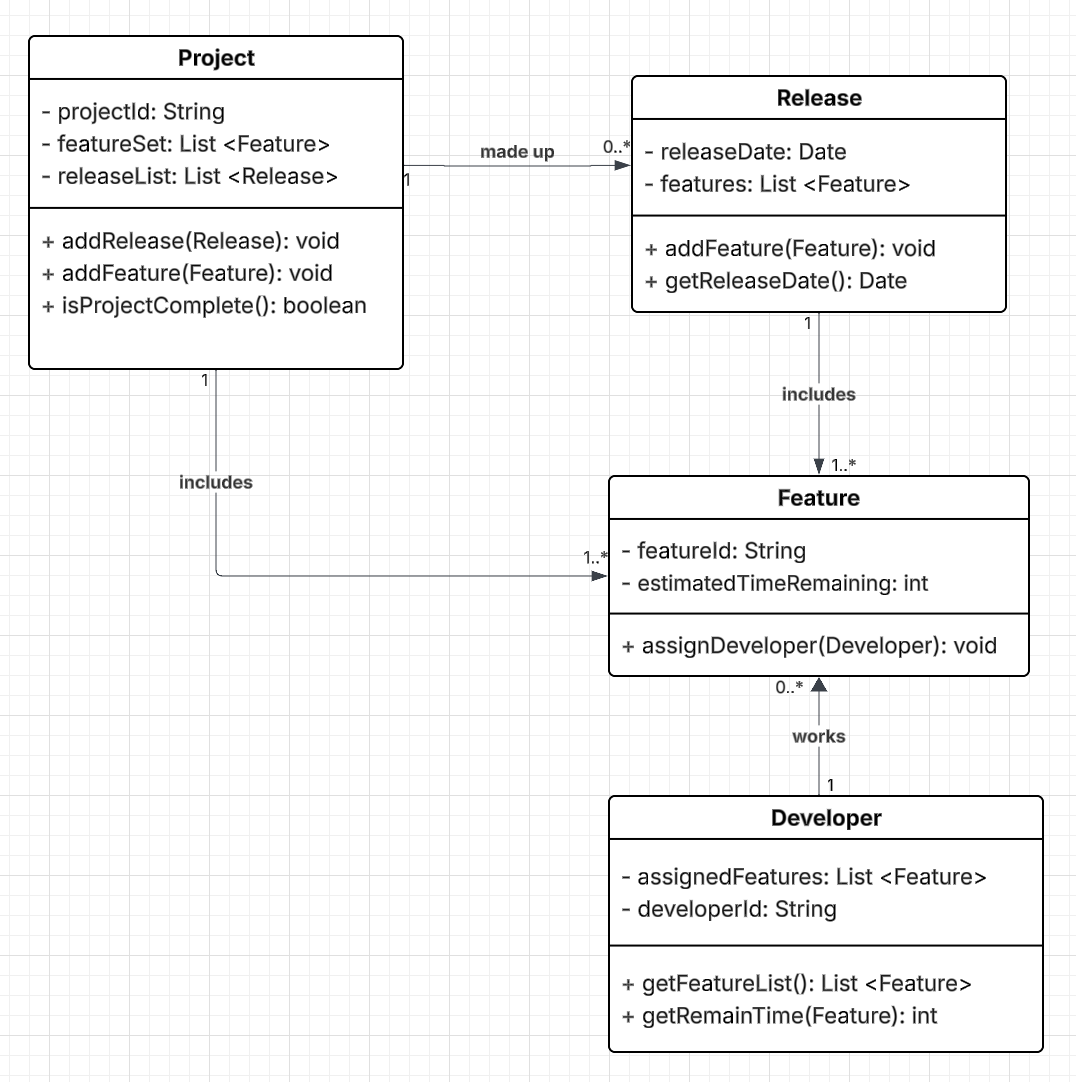 Project
- projectId: String
- featureSet: List <Feature>
- releaseList: List <Release>
+ addRelease(Release): void
+ addFeature(Feature): void
+ isProjectComplete(): boolean
made up
1
0..*
Release
- releaseDate: Date
- features: List <Feature>
+ addFeature(Feature): void
+ getReleaseDate(): Date
1
includes
1..*
1
includes
1..*
Feature
- featureId: String
- estimatedTimeRemaining: int
+ assignDeveloper(Developer): void
0..*
works
1
Developer
- assignedFeatures: List <Feature>
- developerId: String
+ getFeatureList(): List <Feature>
+ getRemainTime(Feature): int